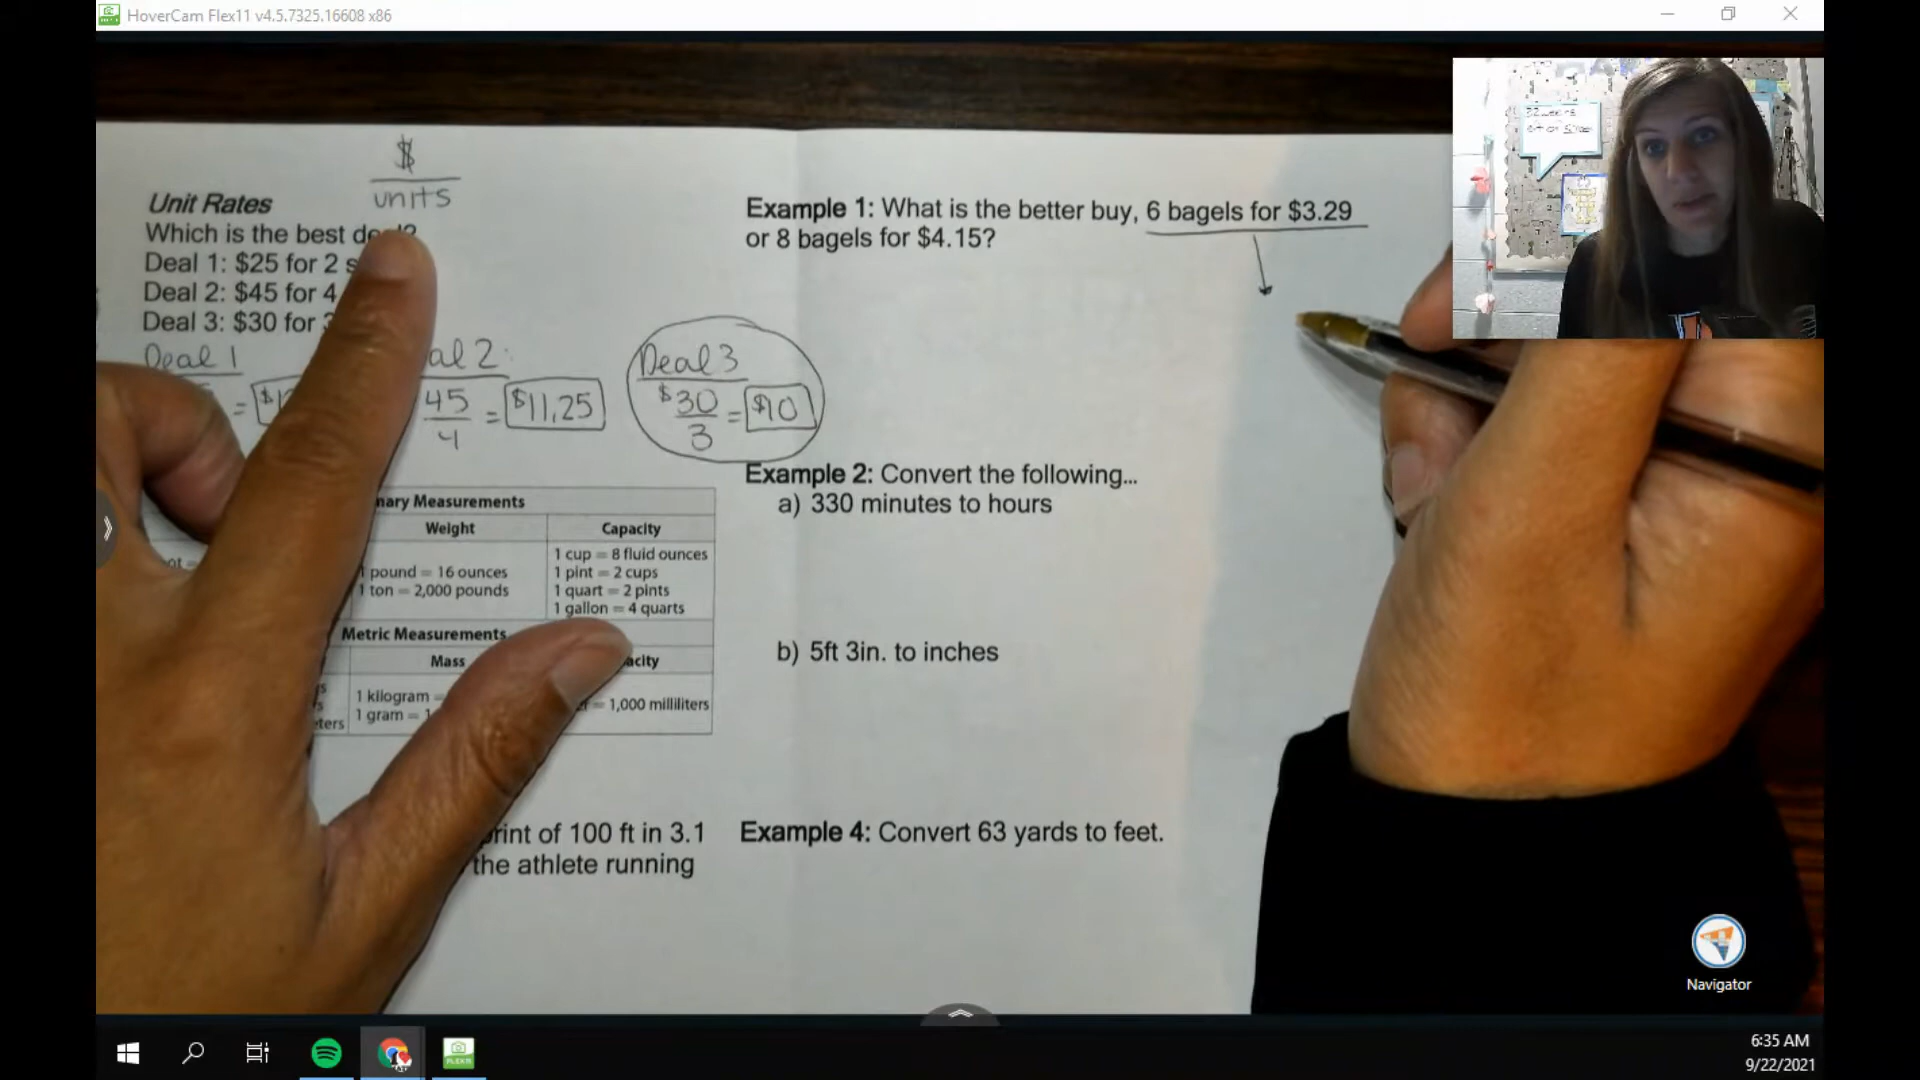 HoverCam Flex11 v4.5.7325.16608 x86
$
units
Unit Rates
Which is the best
Deal 1: $25 for 2
Deal 2: $45 for 4
Deal 3: $30 for
Deal 1
= $1
al 2:
45
4
= $11.25
Deal 3
$30
3
= $10
nary Measurements
Weight
Capacity
pound = 16 ounces
1 ton = 2,000 pounds
1 cup = 8 fluid ounces
1 pint = 2 cups
1 quart = 2 pints
1 gallon = 4 quarts
Metric Measurements
Mass
acity
1 kilogram =
1 gram = 1
eters
= 1,000 milliliters
print of 100 ft in 3.1
the athlete running
Example 1: What is the better buy, 6 bagels for $3.29
or 8 bagels for $4.15?
Example 2: Convert the following...
a) 330 minutes to hours
b) 5ft 3in. to inches
Example 4: Convert 63 yards to feet.
Navigator
6:35 AM
9/22/2021